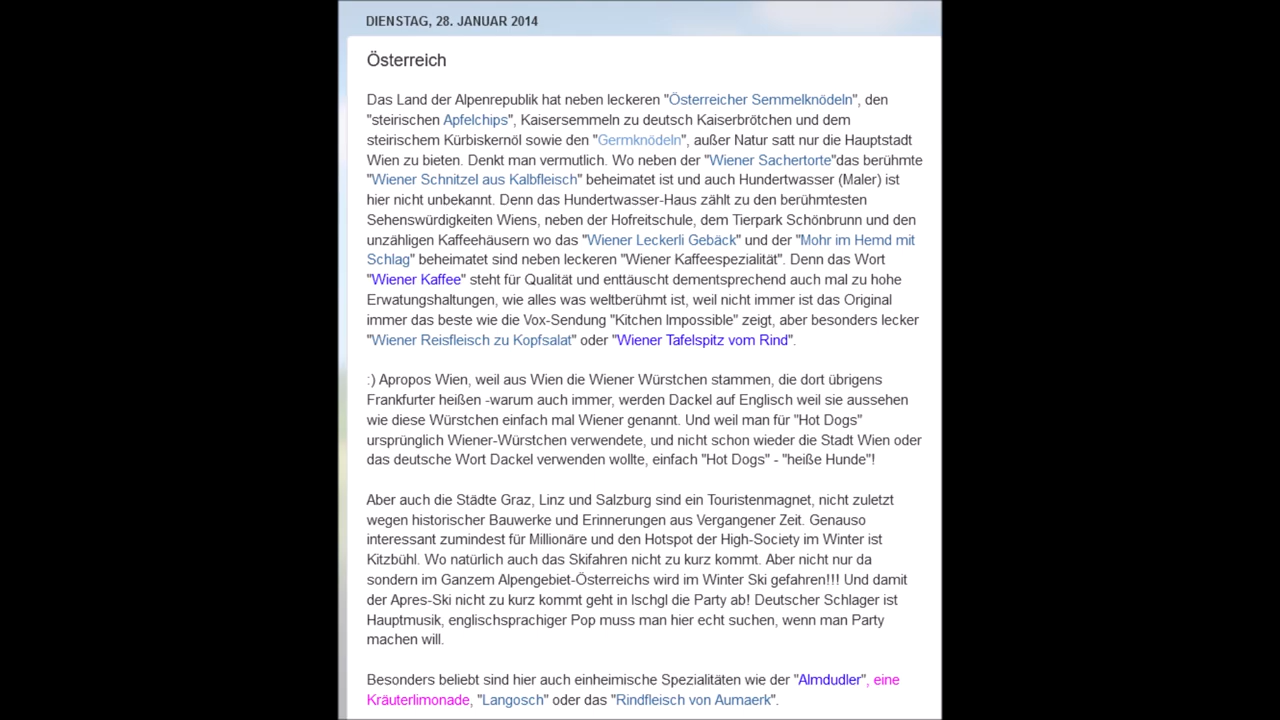 DIENSTAG, 28. JANUAR 2014
Österreich
Das Land der Alpenrepublik hat neben leckeren "Österreicher Semmelknödeln", den
"steirischen Apfelchips", Kaisersemmeln zu deutsch Kaiserbrötchen und dem
steirischem Kürbiskernöl sowie den "Germknödeln", außer Natur satt nur die Hauptstadt
Wien zu bieten. Denkt man vermutlich. Wo neben der "Wiener Sachertorte"das berühmte
"Wiener Schnitzel aus Kalbfleisch" beheimatet ist und auch Hundertwasser (Maler) ist
hier nicht unbekannt. Denn das Hundertwasser-Haus zählt zu den berühmtesten
Sehenswürdigkeiten Wiens, neben der Hofreitschule, dem Tierpark Schönbrunn und den
unzähligen Kaffeehäusern wo das "Wiener Leckerli Gebäck" und der "Mohr im Hemd mit
Schlag" beheimatet sind neben leckeren "Wiener Kaffeespezialität". Denn das Wort
"Wiener Kaffee" steht für Qualität und enttäuscht dementsprechend auch mal zu hohe
Erwatungshaltungen, wie alles was weltberühmt ist, weil nicht immer ist das Original
immer das beste wie die Vox-Sendung "Kitchen Impossible" zeigt, aber besonders lecker
"Wiener Reisfleisch zu Kopfsalat" oder "Wiener Tafelspitz vom Rind".
:) Apropos Wien, weil aus Wien die Wiener Würstchen stammen, die dort übrigens
Frankfurter heißen -warum auch immer, werden Dackel auf Englisch weil sie aussehen
wie diese Würstchen einfach mal Wiener genannt. Und weil man für "Hot Dogs"
ursprünglich Wiener-Würstchen verwendete, und nicht schon wieder die Stadt Wien oder
das deutsche Wort Dackel verwenden wollte, einfach "Hot Dogs" - "heiße Hunde"!
Aber auch die Städte Graz, Linz und Salzburg sind ein Touristenmagnet, nicht zuletzt
wegen historischer Bauwerke und Erinnerungen aus Vergangener Zeit. Genauso
interessant zumindest für Millionäre und den Hotspot der High-Society im Winter ist
Kitzbühl. Wo natürlich auch das Skifahren nicht zu kurz kommt. Aber nicht nur da
sondern im Ganzem Alpengebiet-Österreichs wird im Winter Ski gefahren!!! Und damit
der Apres-Ski nicht zu kurz kommt geht in Ischgl die Party ab! Deutscher Schlager ist
Hauptmusik, englischsprachiger Pop muss man hier echt suchen, wenn man Party
machen will.
Besonders beliebt sind hier auch einheimische Spezialitäten wie der "Almdudler", eine
Kräuterlimonade, "Langosch" oder das "Rindfleisch von Aumaerk".